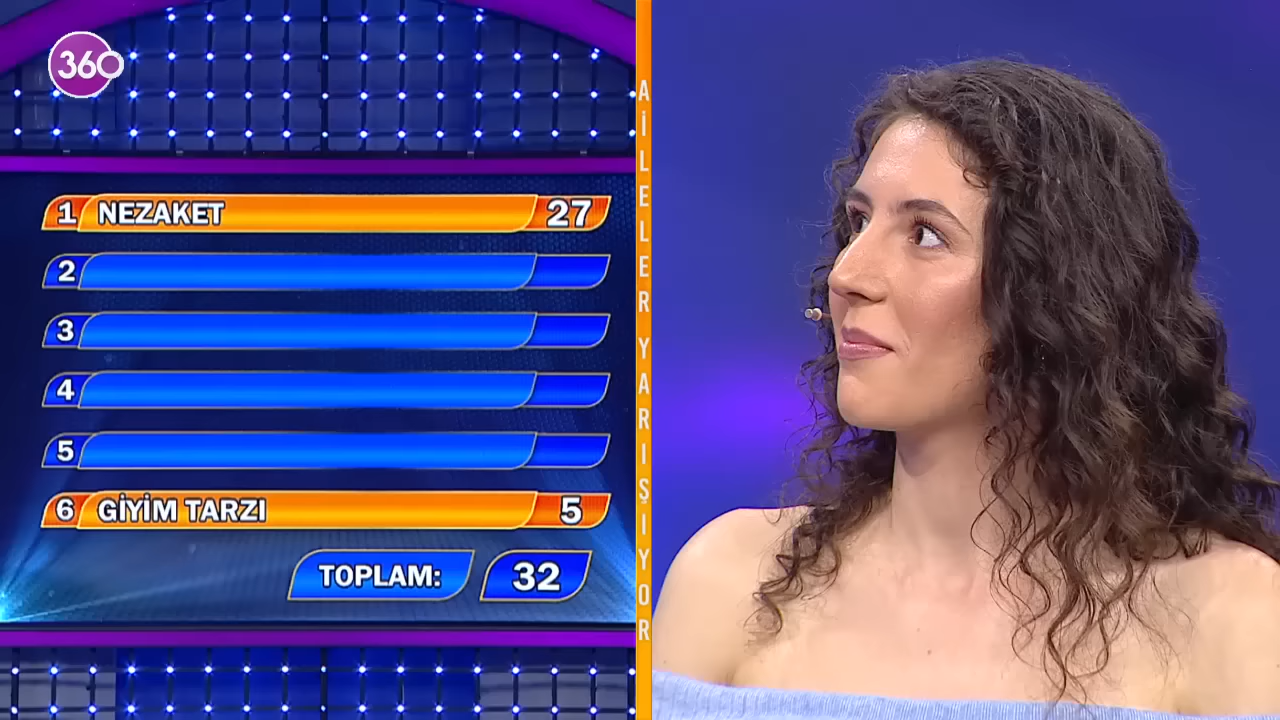 360
1 NEZAKET 27
2
3
4
5
6 GİYİM TARZI 5
TOPLAM: 32
AİLELER YARIŞIYOR